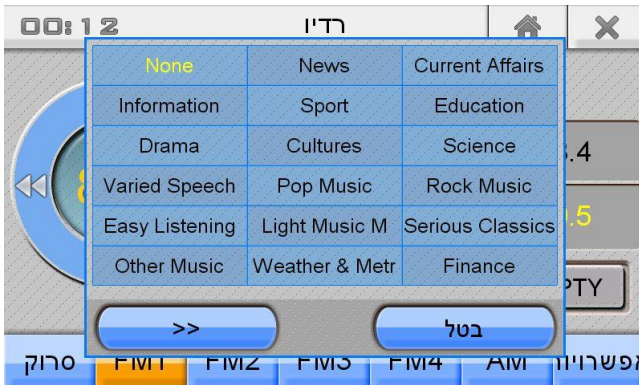 00:12 רדיו
None News Current Affairs
Information Sport Education
Drama Cultures Science
Varied Speech Pop Music Rock Music
Easy Listening Light Music M Serious Classics
Other Music Weather & Metr Finance
.4
.5
PTY
<< בטל
סרוק FM1 FM2 FM3 FM4 AM